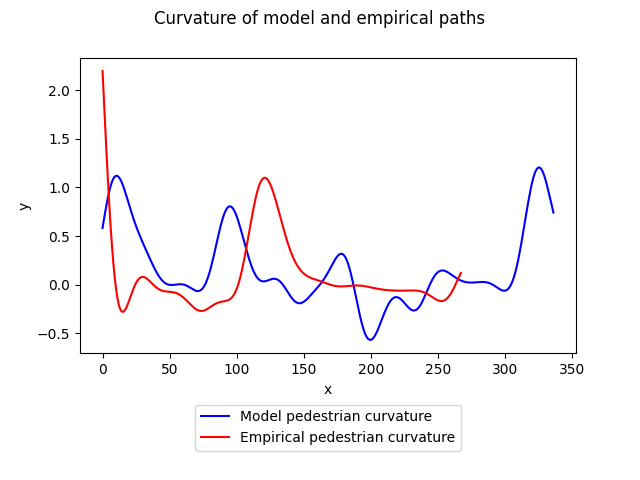 Curvature of model and empirical paths
2.0
1.5
1.0
y
0.5
0.0
−0.5
0 50 100 150 200 250 300 350
x
Model pedestrian curvature
Empirical pedestrian curvature